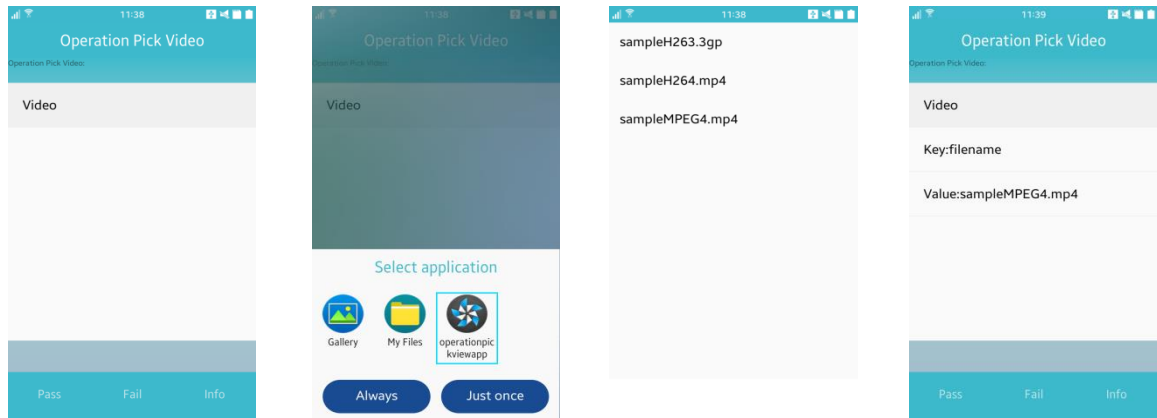 11:38
Operation Pick Video
Operation Pick Video:
Video
Pass Fail Info
11:38
Operation Pick Video
Operation Pick Video:
Video
Select application
Gallery
My Files
operationpic
kviewapp
Always
Just once
11:38
sampleH263.3gp
sampleH264.mp4
sampleMPEG4.mp4
11:39
Operation Pick Video
Operation Pick Video:
Video
Key:filename
Value:sampleMPEG4.mp4
Pass Fail Info